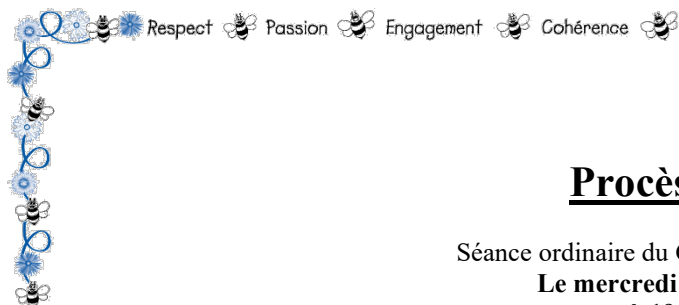 Respect Passion Engagement Cohérence
Procès
Séance ordinaire du
Le mercredi